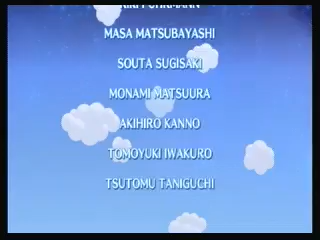 MASA MATSUBAYASHI
SOUTA SUGISAKI
MONAMI MATSUURA
AKIHIRO KANNO
TOMOYUKI IWAKURO
TSUTOMU TANIGUCHI